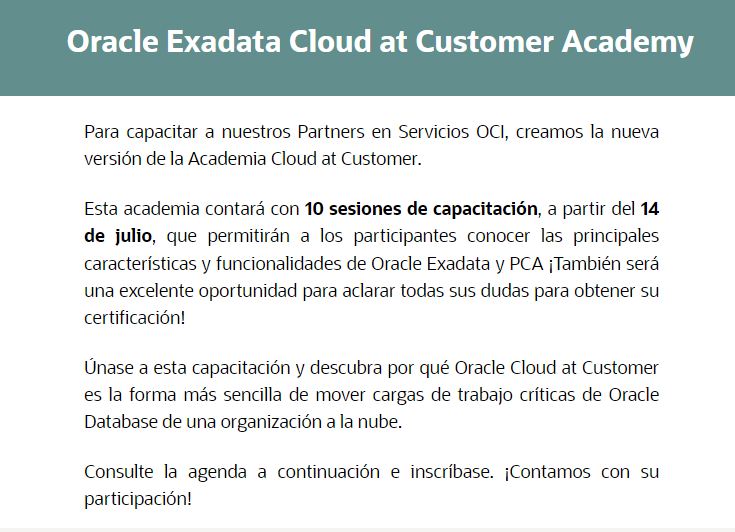 Oracle Exadata Cloud at Customer Academy
Para capacitar a nuestros Partners en Servicios OCI, creamos la nueva
versión de la Academia Cloud at Customer.
Esta academia contará con 10 sesiones de capacitación, a partir del 14
de julio, que permitirán a los participantes conocer las principales
características y funcionalidades de Oracle Exadata y PCA ¡También será
una excelente oportunidad para aclarar todas sus dudas para obtener su
certificación!
Únase a esta capacitación y descubra por qué Oracle Cloud at Customer
es la forma más sencilla de mover cargas de trabajo críticas de Oracle
Database de una organización a la nube.
Consulte la agenda a continuación e inscríbase. ¡Contamos con su
participación!